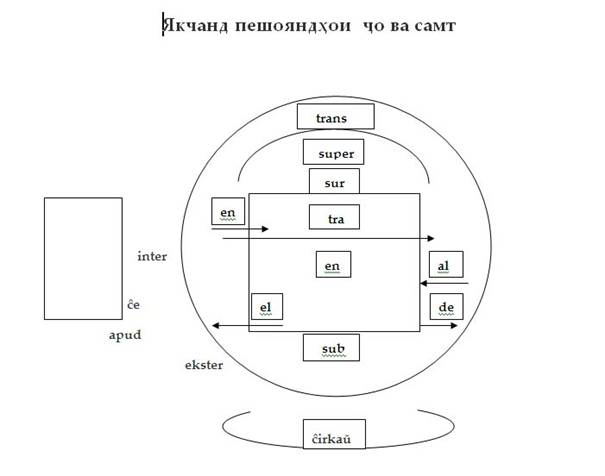 Якчанд пешояндҳои ҷо ва самт
trans
super
sur
en
tra
inter
en
al
ĉe
el
de
apud
sub
ekster
ĉirkaŭ